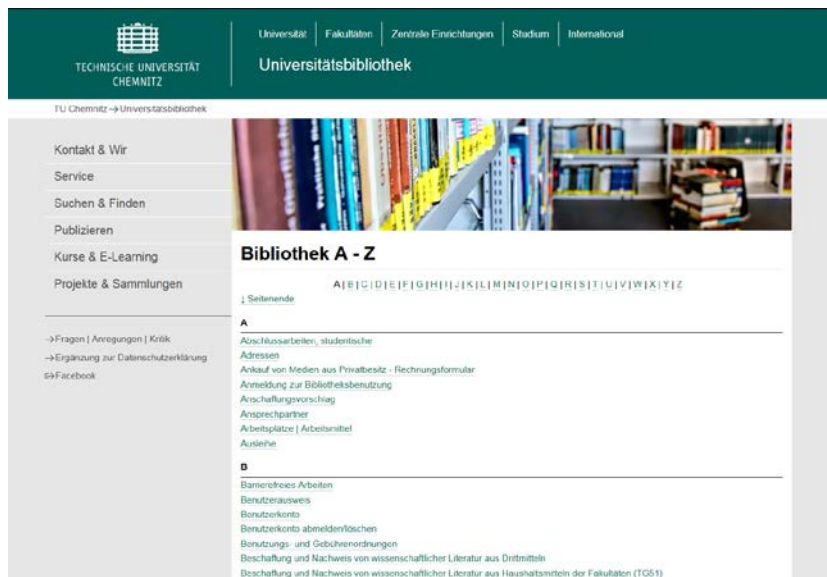 TECHNISCHE UNIVERSITÄT
CHEMNITZ
Universität
Fakultäten
Zentrale Einrichtungen
Studium
International
Universitätsbibliothek
TU Chemnitz→Universitätsbibliothek
Kontakt & Wir
Service
Suchen & Finden
Publizieren
Kurse & E-Learning
Projekte & Sammlungen
→Fragen | Anregungen | Kritik
→Ergänzung zur Datenschutzerklärung
→Facebook
Bibliothek A - Z
A|B|C|D|E|F|G|H|I|J|K|L|M|N|O|P|Q|R|S|T|U|V|W|X|Y|Z
↓ Seitenende
A
Abschlussarbeiten, studentische
Adressen
Ankauf von Medien aus Privatbesitz - Rechnungsformular
Anmeldung zur Bibliotheksbenutzung
Anschaffungsvorschlag
Ansprechpartner
Arbeitsplätze | Arbeitsmittel
Ausleihe
B
Barrierefreies Arbeiten
Benutzerausweis
Benutzerkonto
Benutzerkonto abmelden/löschen
Benutzungs- und Gebührenordnungen
Beschaffung und Nachweis von wissenschaftlicher Literatur aus Drittmitteln
Beschaffung und Nachweis von wissenschaftlicher Literatur aus Haushaltsmitteln der Fakultäten (TG51)